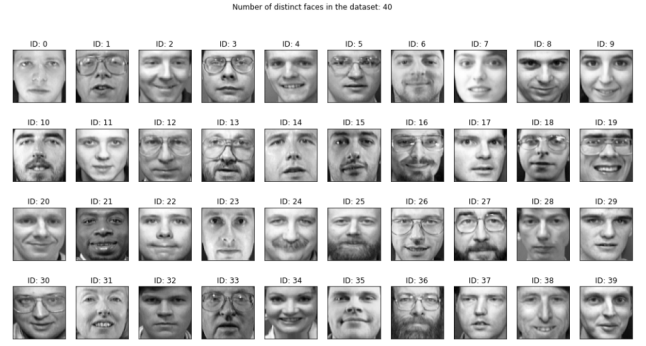 Number of distinct faces in the dataset: 40
ID: 0 ID: 1 ID: 2 ID: 3 ID: 4 ID: 5 ID: 6 ID: 7 ID: 8 ID: 9
ID: 10 ID: 11 ID: 12 ID: 13 ID: 14 ID: 15 ID: 16 ID: 17 ID: 18 ID: 19
ID: 20 ID: 21 ID: 22 ID: 23 ID: 24 ID: 25 ID: 26 ID: 27 ID: 28 ID: 29
ID: 30 ID: 31 ID: 32 ID: 33 ID: 34 ID: 35 ID: 36 ID: 37 ID: 38 ID: 39